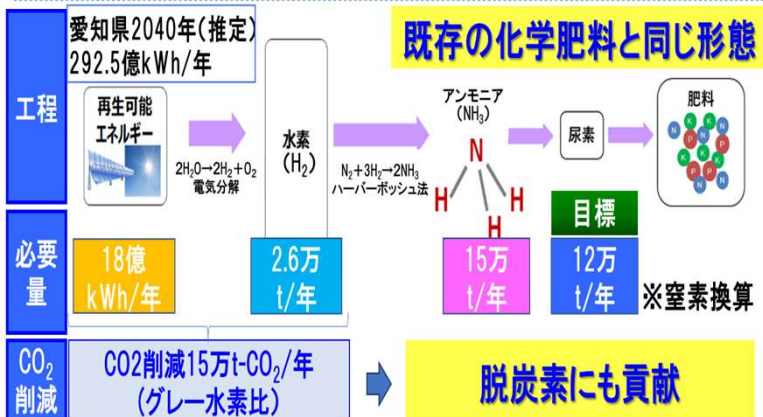 愛知県2040年(推定)
292.5億kWh/年
既存の化学肥料と同じ形態
工程
再生可能
エネルギー
2H₂O→2H₂+O₂
電気分解
水素
(H₂)
N₂+3H₂→2NH₃
ハーバーボッシュ法
アンモニア
(NH₃)
N
H
H
H
尿素
肥料
N
K
K
N
P
K
P
N
K
K
P
P
N
N
目標
必要
量
18億
kWh/年
2.6万
t/年
15万
t/年
12万
t/年
※窒素換算
CO₂
削減
CO2削減15万t-CO₂/年
(グレー水素比)
脱炭素にも貢献